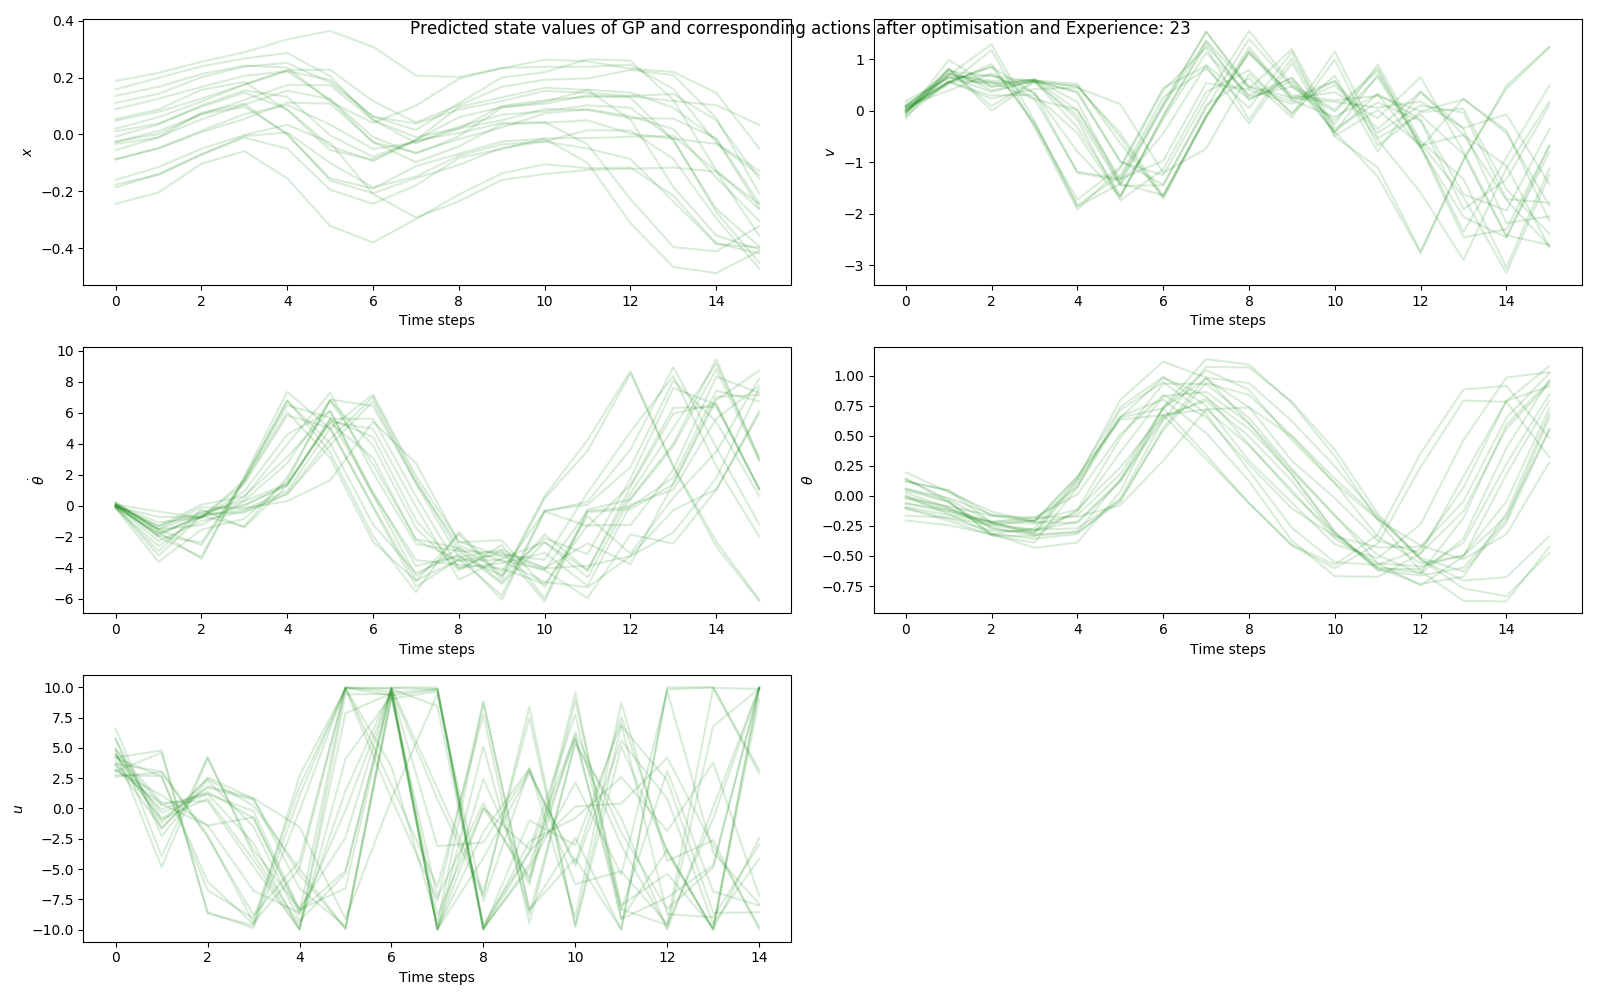 Predicted state values of GP and corresponding actions after optimisation and Experience: 23
0.4
0.2
0.0
−0.2
−0.4
x
0 2 4 6 8 10 12 14
Time steps
1
0
−1
−2
−3
v
0 2 4 6 8 10 12 14
Time steps
10
8
6
4
2
0
−2
−4
−6
θ̇
0 2 4 6 8 10 12 14
Time steps
1.00
0.75
0.50
0.25
0.00
−0.25
−0.50
−0.75
θ
0 2 4 6 8 10 12 14
Time steps
10.0
7.5
5.0
2.5
0.0
−2.5
−5.0
−7.5
−10.0
u
0 2 4 6 8 10 12 14
Time steps